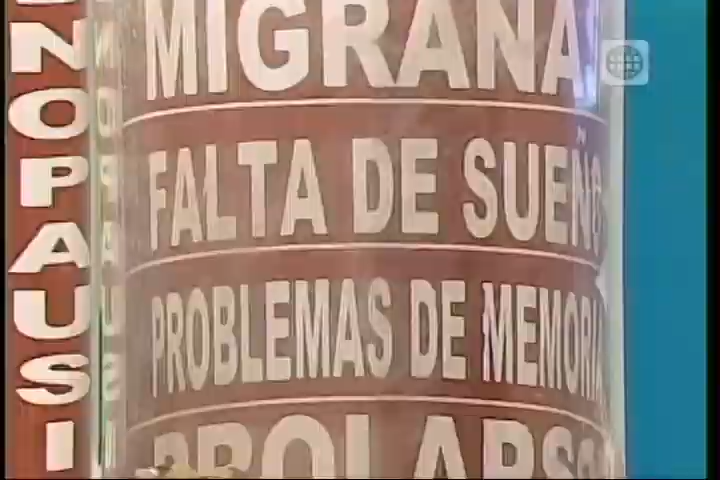 MENOPAUSI
MIGRAÑA
FALTA DE SUEÑO
PROBLEMAS DE MEMORIA
PROLAPSO